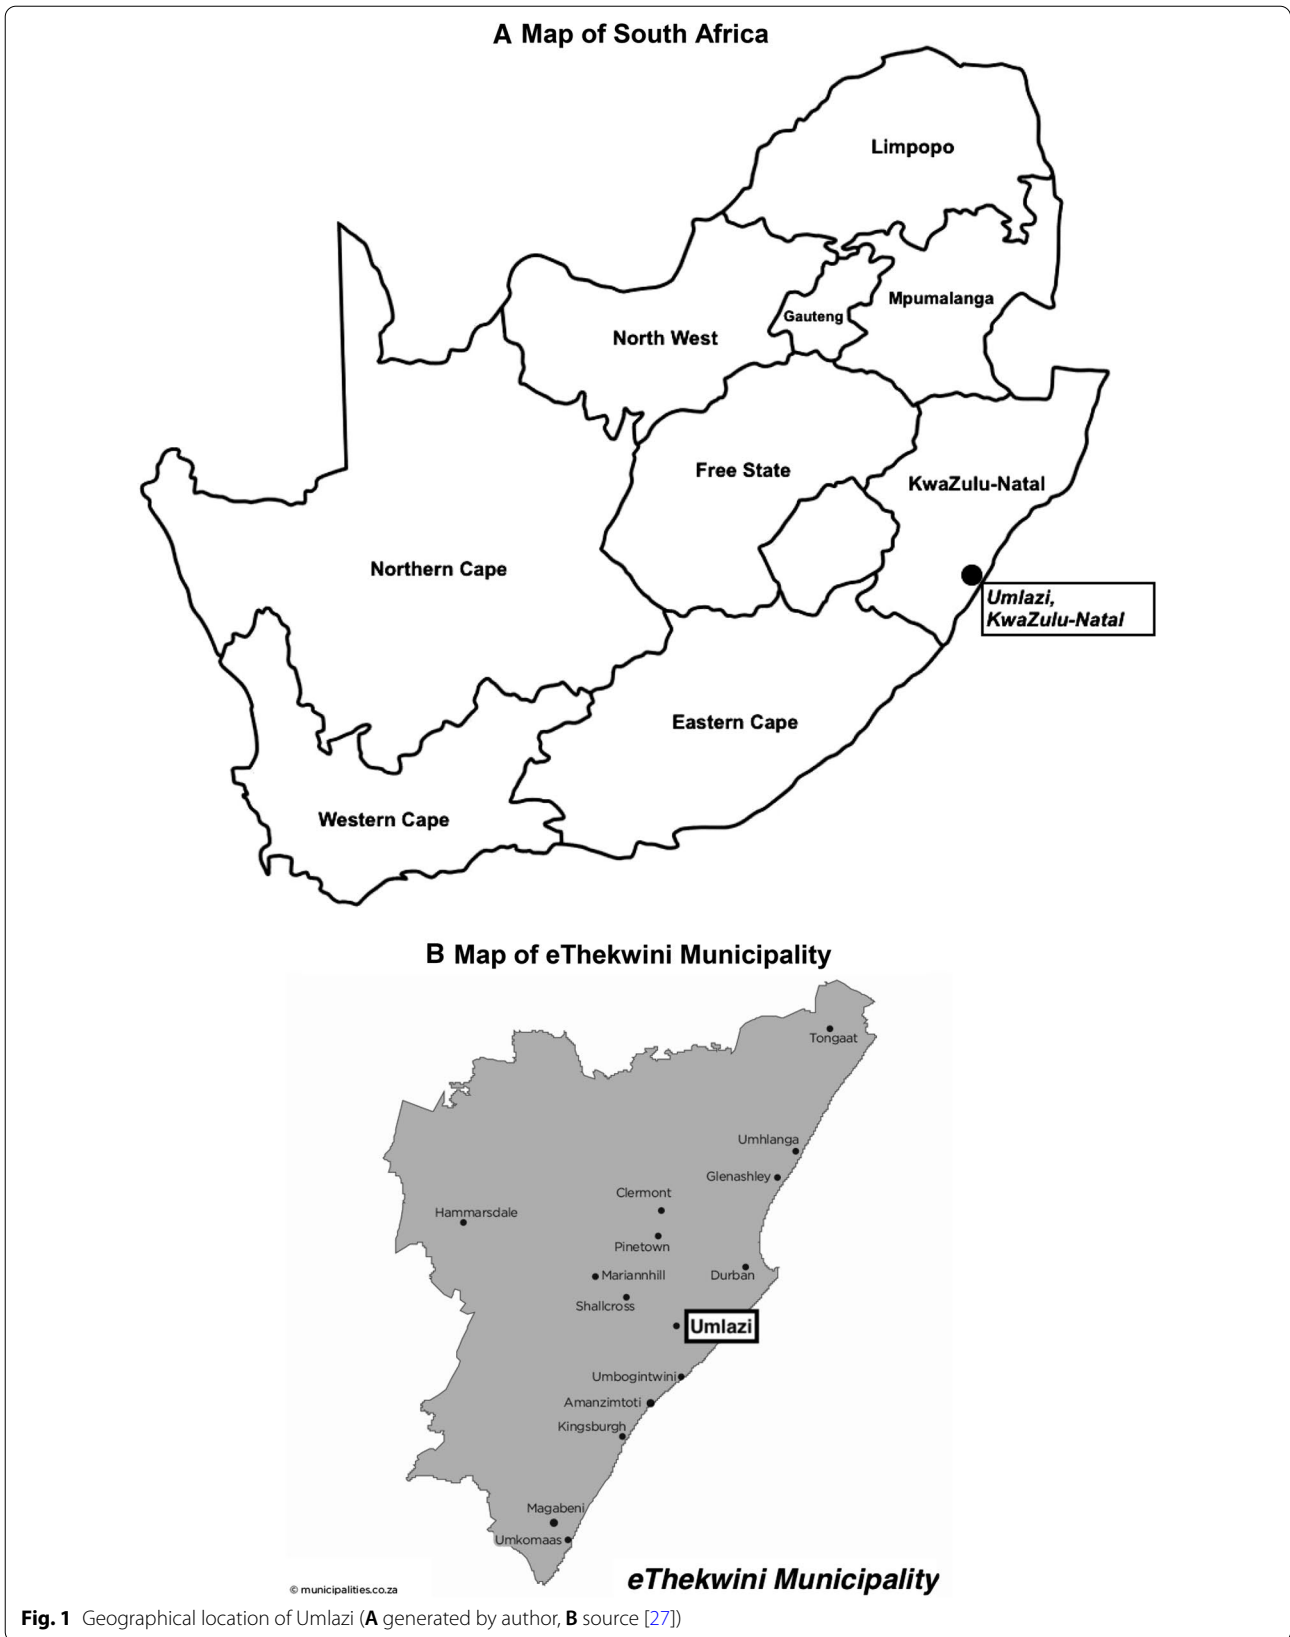 A Map of South Africa
Limpopo
Mpumalanga
Gauteng
North West
Free State
KwaZulu-Natal
Northern Cape
Umlazi,
KwaZulu-Natal
Eastern Cape
Western Cape
B Map of eThekwini Municipality
Tongaat
Umhlanga
Glenashley
Clermont
Hammarsdale
Pinetown
Mariannhill
Durban
Shallcross
Umlazi
Umbogintwini
Amanzimtoti
Kingsburgh
Magabeni
Umkomaas
eThekwini Municipality
© municipalities.co.za
Fig. 1 Geographical location of Umlazi (A generated by author, B source [27])